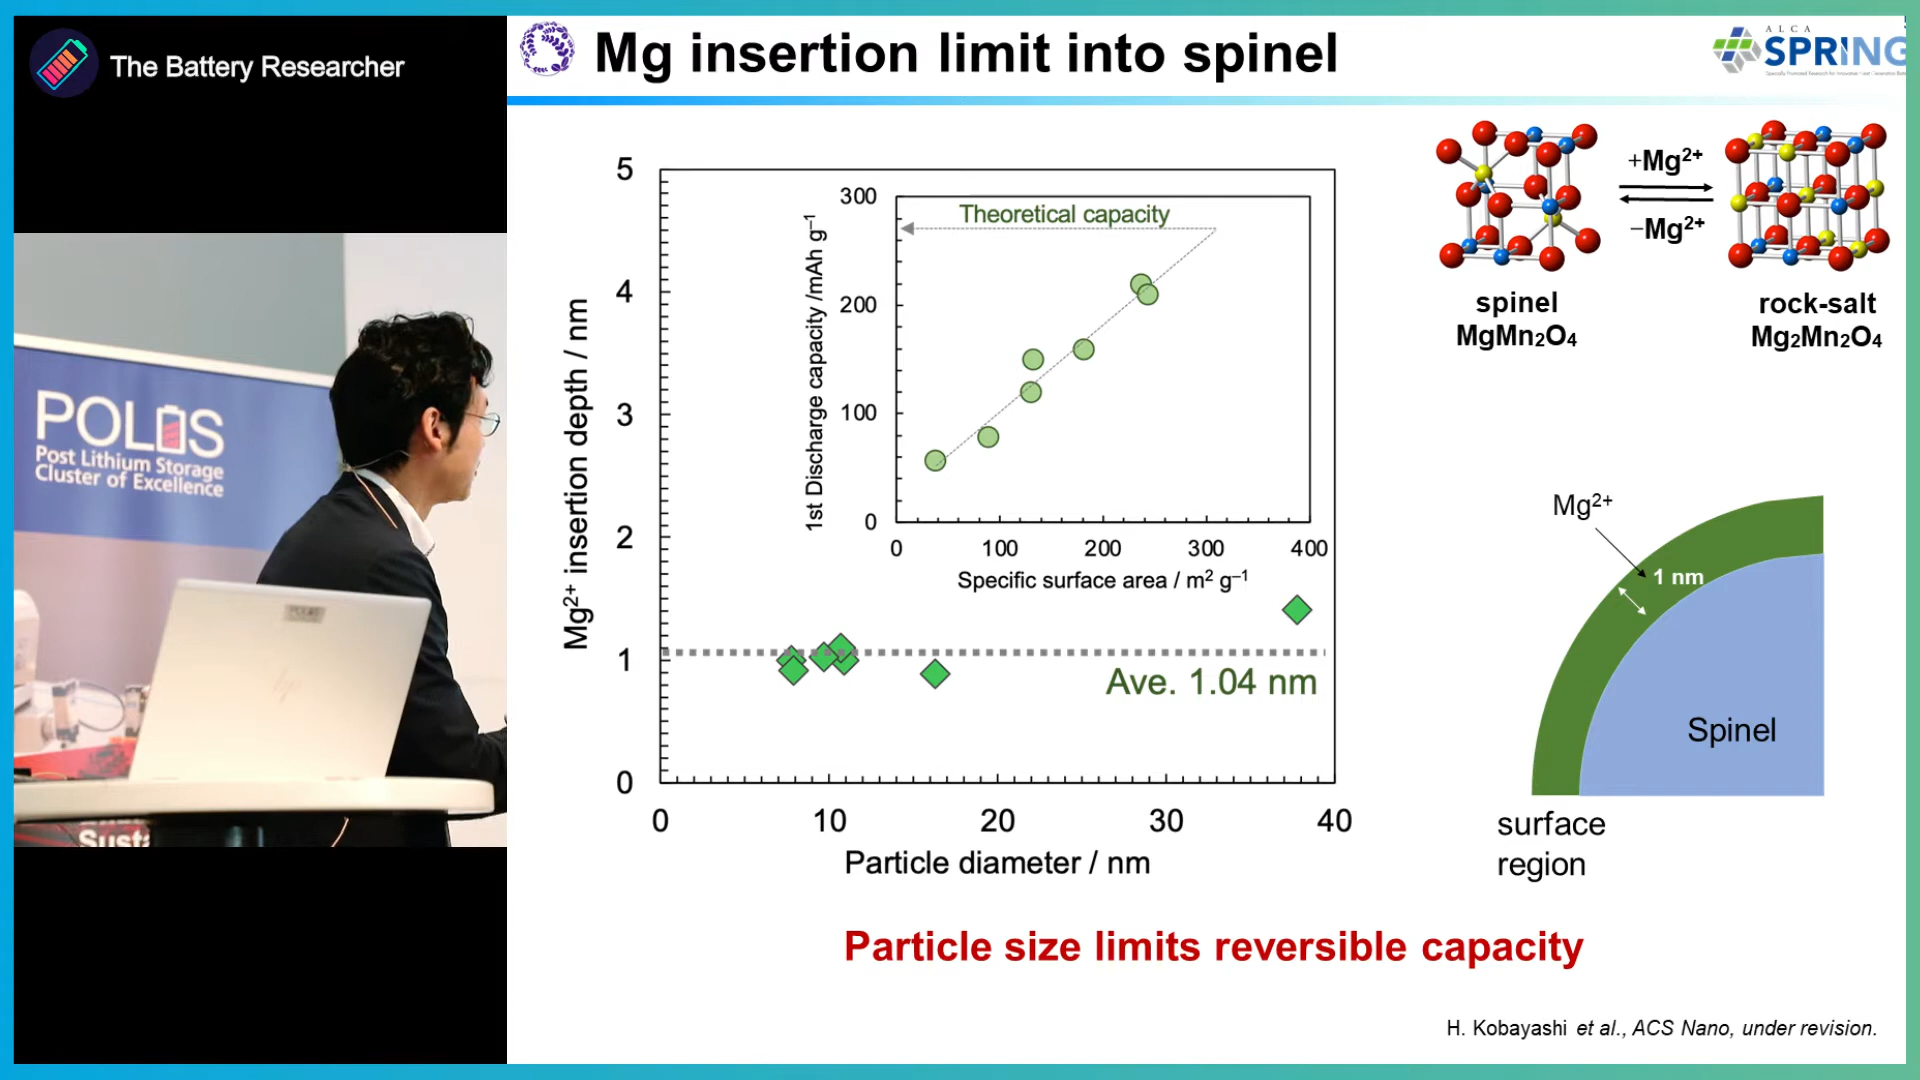 The Battery Researcher
POLiS
Post Lithium Storage
Cluster of Excellence
POLiS
hp
Susta
Mg insertion limit into spinel
ALCA
SPRING
5
4
3
2
1
0
Mg²⁺ insertion depth / nm
0
10
20
30
40
Particle diameter / nm
Ave. 1.04 nm
300
200
100
0
1st Discharge capacity /mAh g⁻¹
Theoretical capacity
0
100
200
300
400
Specific surface area / m² g⁻¹
+Mg²⁺
−Mg²⁺
spinel
MgMn₂O₄
rock-salt
Mg₂Mn₂O₄
Mg²⁺
1 nm
Spinel
surface
region
Particle size limits reversible capacity
H. Kobayashi et al., ACS Nano, under revision.